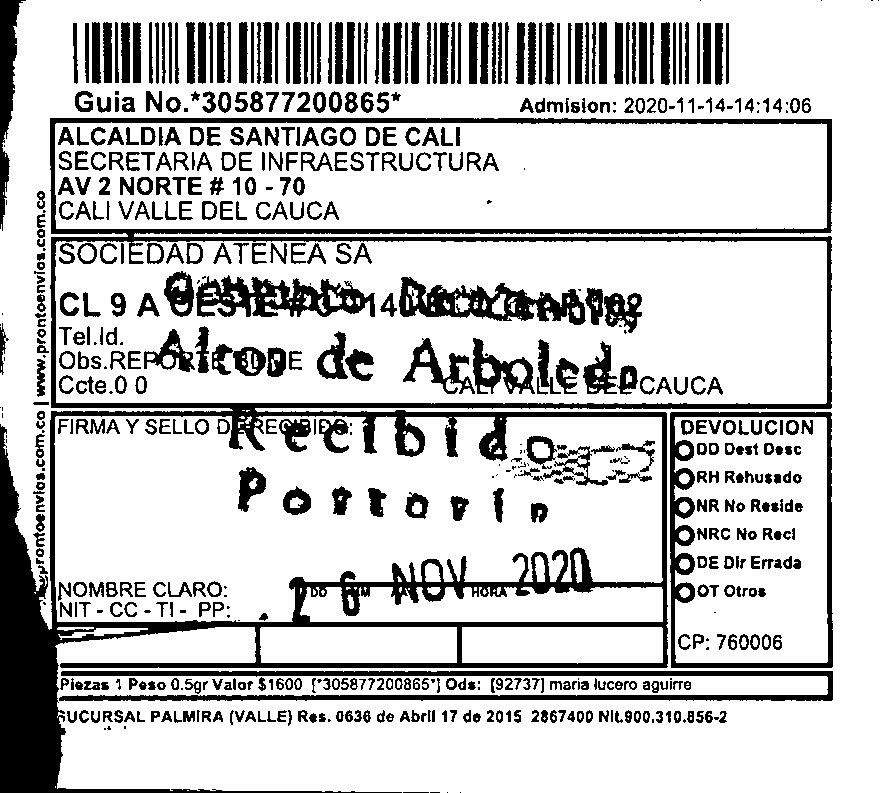 Guia No.*305877200865*
Admision: 2020-11-14-14:14:06
ALCALDIA DE SANTIAGO DE CALI
SECRETARIA DE INFRAESTRUCTURA
AV 2 NORTE # 10 - 70
CALI VALLE DEL CAUCA
SOCIEDAD ATENEA SA
CL 9 A OESTE #
Tel.Id.
Altos de Arboleda
Obs.REPORTE
Ccte.0 0
CALI VALLE DEL CAUCA
www.prontoenvios.com.co
FIRMA Y SELLO DE RECIBIDO:
Recibido
Porteria
26 NOV 2020
HORA
NOMBRE CLARO:
NIT - CC - TI - PP:
DEVOLUCION
DD Dest Desc
RH Rehusado
NR No Reside
NRC No Recl
DE Dir Errada
OT Otros
CP: 760006
prontoenvios.com.co
Piezas 1 Peso 0.5gr Valor $1600 [*305877200865*] Ods: [92737] maria lucero aguirre
SUCURSAL PALMIRA (VALLE) Res. 0636 de Abril 17 de 2015 2867400 Nit.900.310.856-2